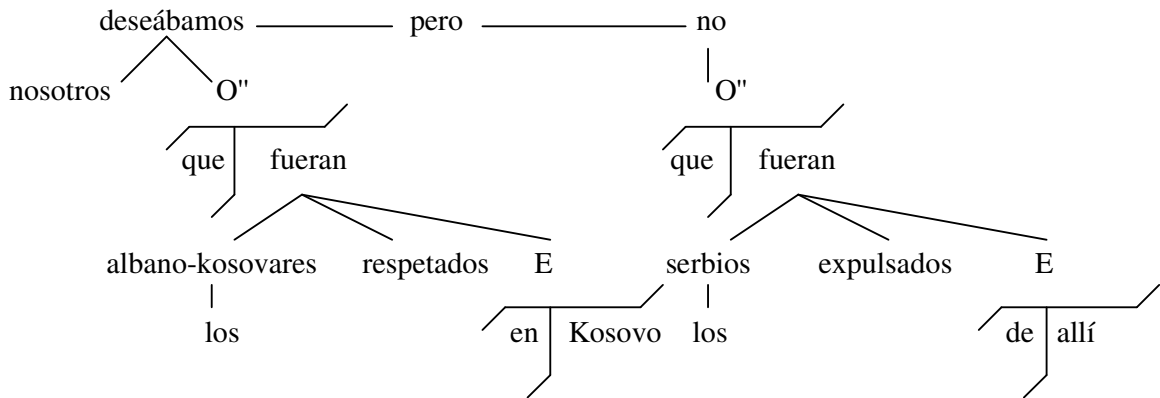 deseábamos pero no
nosotros O" O"
que fueran que fueran
albano-kosovares respetados E serbios expulsados E
los en Kosovo los de allí